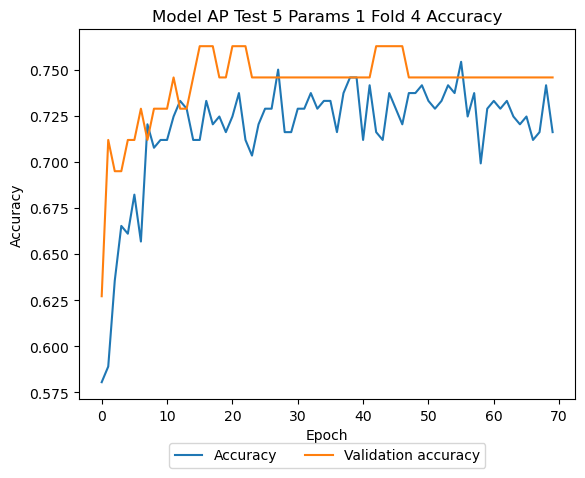 Model AP Test 5 Params 1 Fold 4 Accuracy
0.750
0.725
0.700
0.675
0.650
0.625
0.600
0.575
Accuracy
0 10 20 30 40 50 60 70
Epoch
Accuracy Validation accuracy